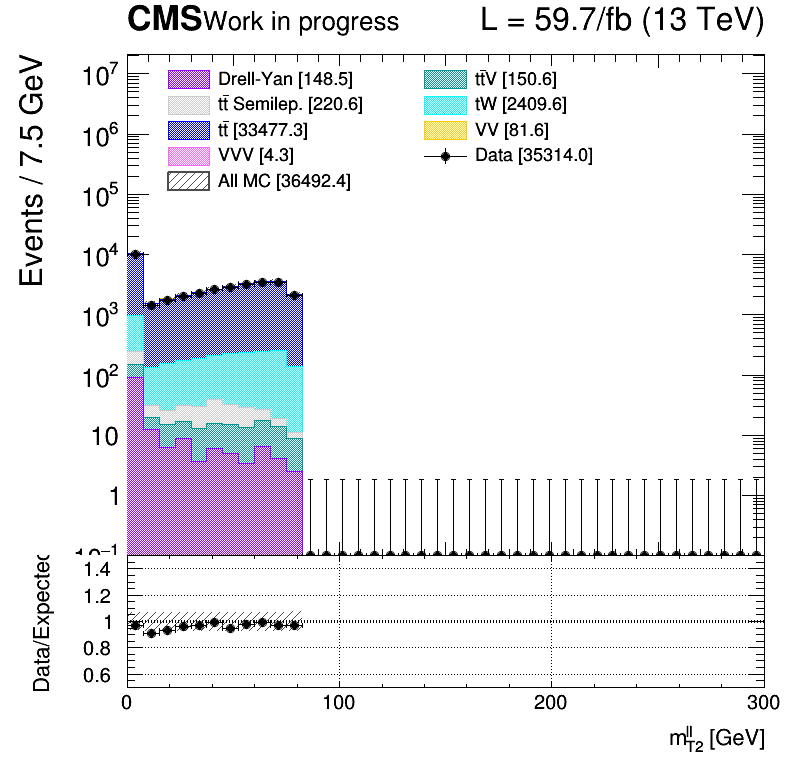 CMS Work in progress L = 59.7/fb (13 TeV)
Events / 7.5 GeV
Drell-Yan [148.5] tt̄V [150.6]
tt̄ Semilep. [220.6] tW [2409.6]
tt̄ [33477.3] VV [81.6]
VVV [4.3] Data [35314.0]
All MC [36492.4]
10⁷
10⁶
10⁵
10⁴
10³
10²
10
1
10⁻¹
Data/Expected
1.4
1.2
1
0.8
0.6
0 100 200 300
m_{T2}^{ll} [GeV]